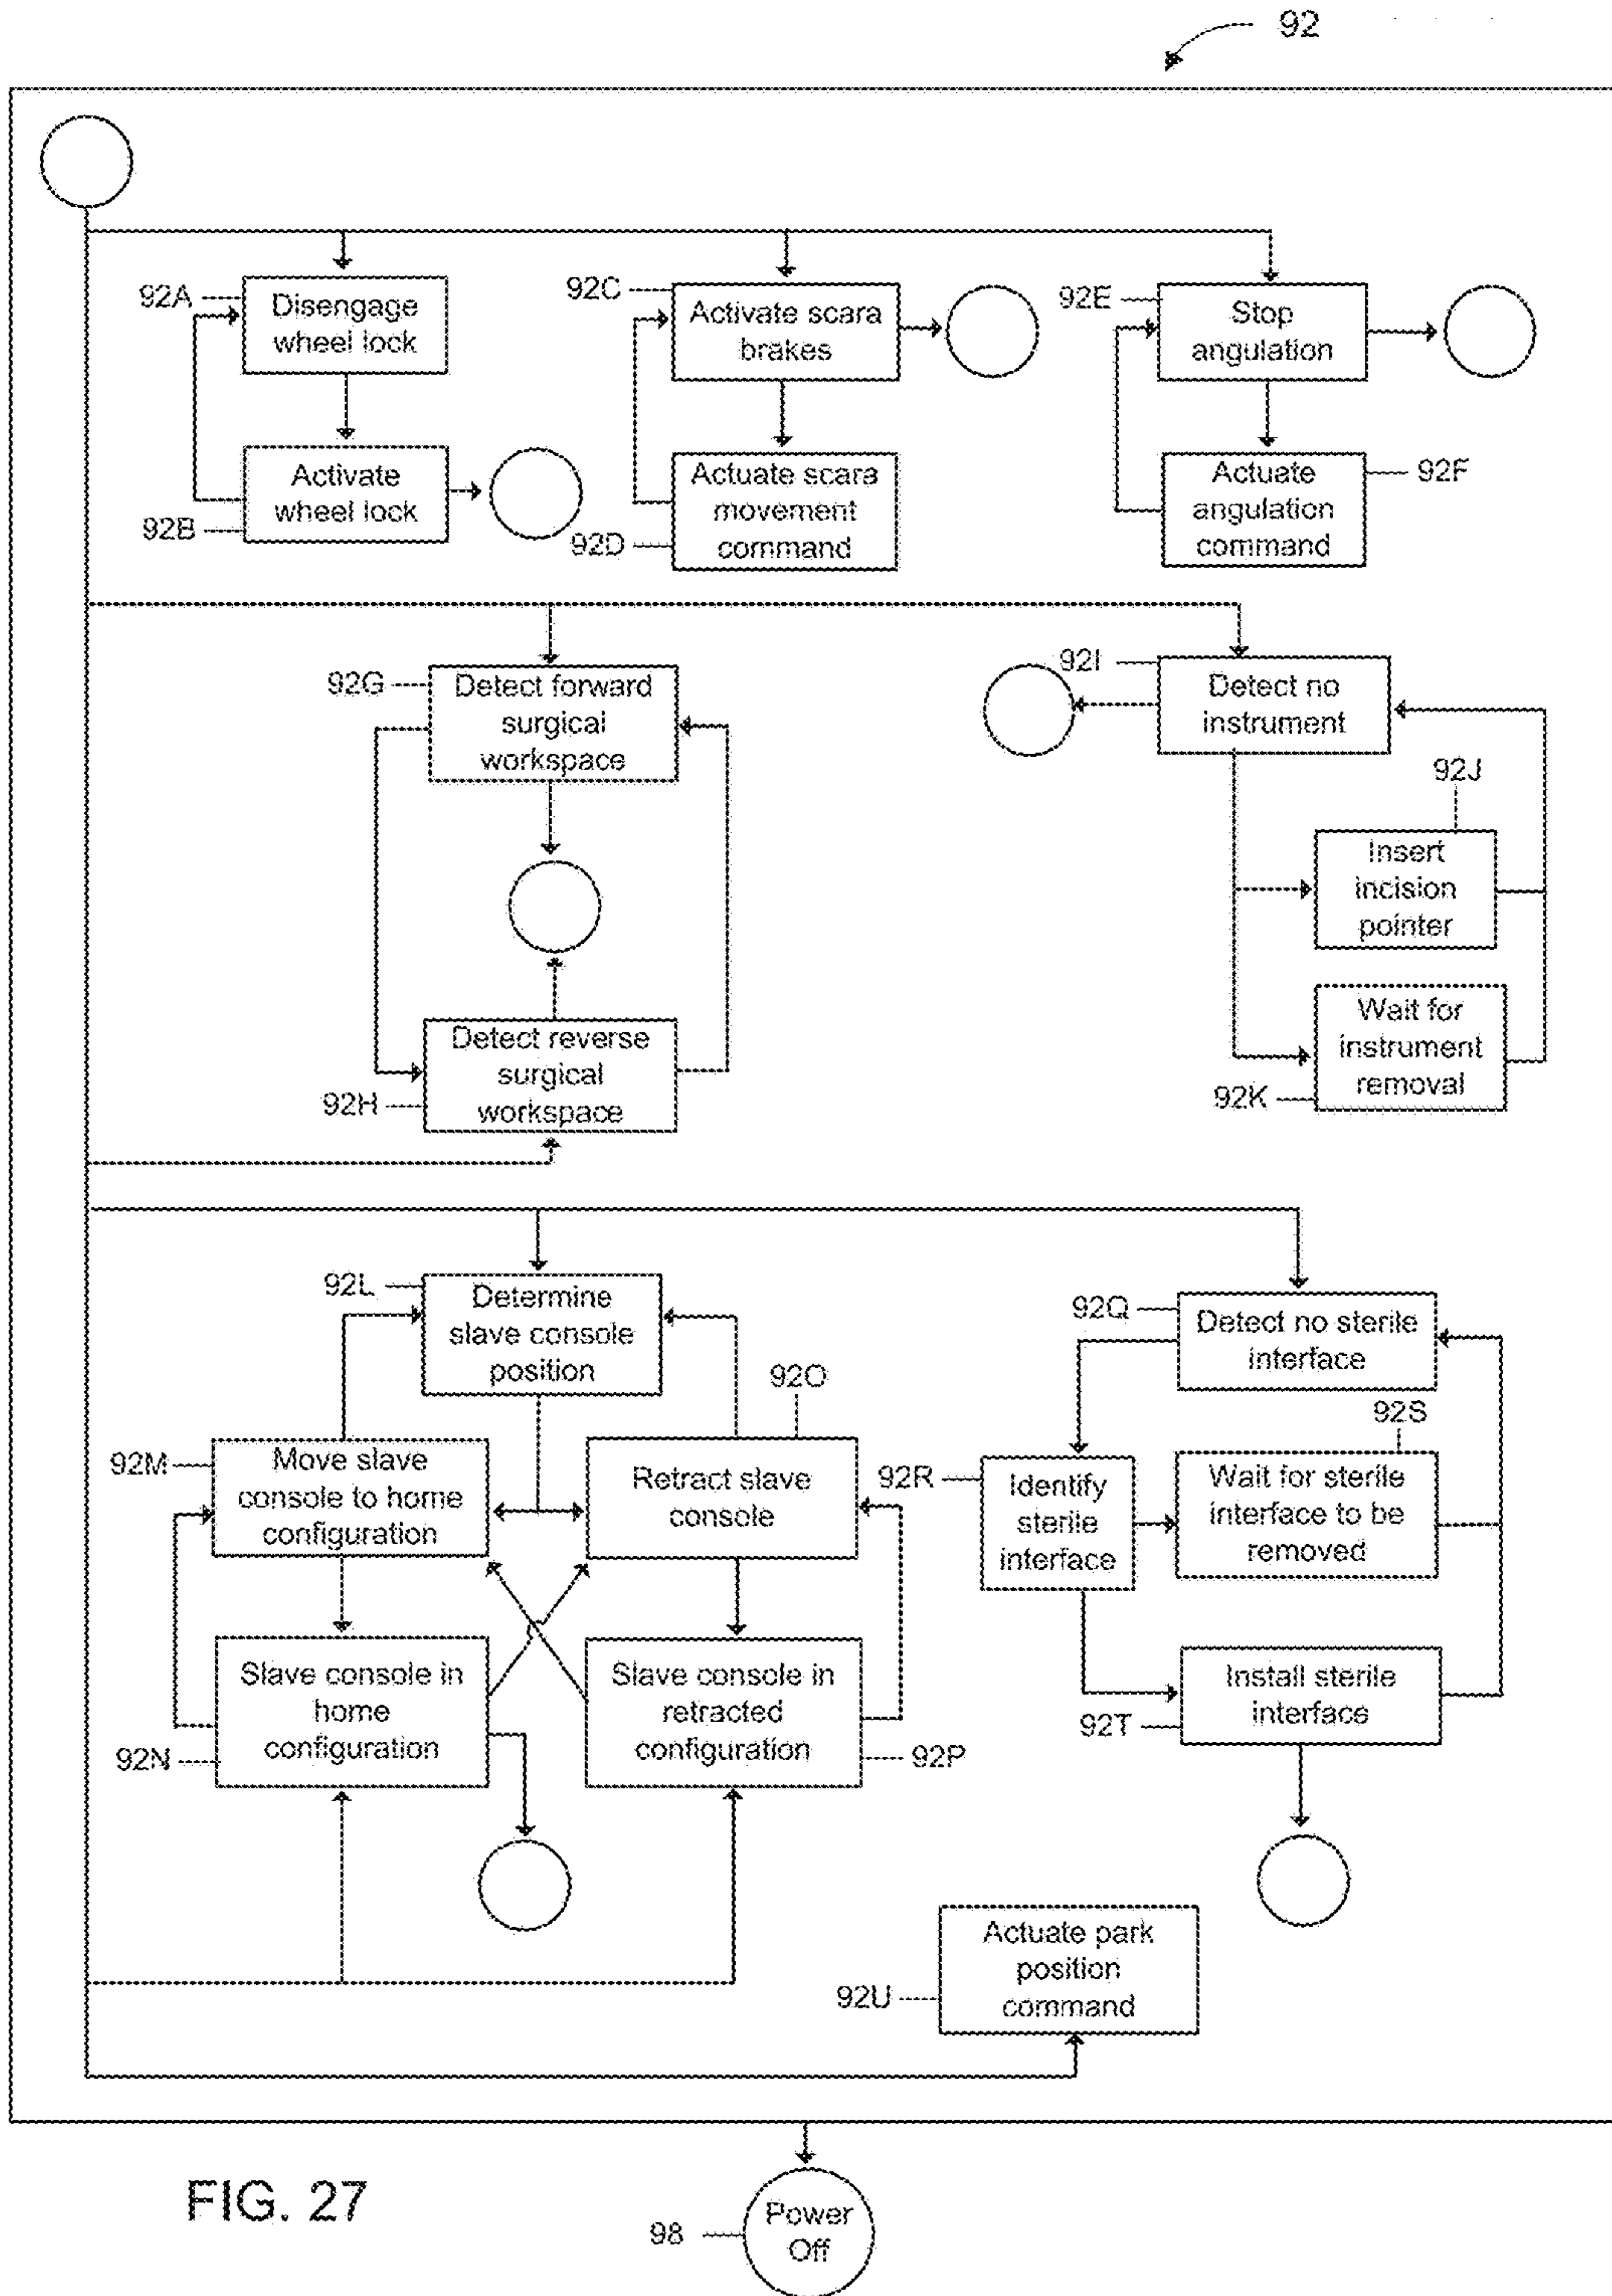 92
92A
Disengage
wheel lock
92B
Activate
wheel lock
92C
Activate scara
brakes
92D
Actuate scara
movement
command
92E
Stop
angulation
92F
Actuate
angulation
command
92G
Detect forward
surgical
workspace
92H
Detect reverse
surgical
workspace
92I
Detect no
instrument
92J
Insert
incision
pointer
92K
Wait for
instrument
removal
92L
Determine
slave console
position
92M
Move slave
console to home
configuration
92N
Slave console in
home
configuration
92O
Retract slave
console
92P
Slave console in
retracted
configuration
92Q
Detect no sterile
interface
92R
Identify
sterile
interface
92S
Wait for sterile
interface to be
removed
92T
Install sterile
interface
92U
Actuate park
position
command
FIG. 27
98
Power
Off